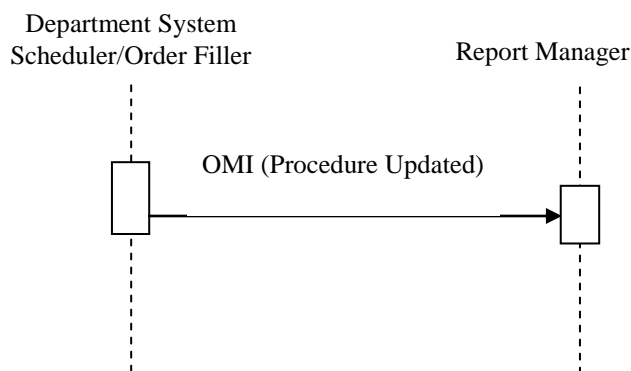 Department System
Scheduler/Order Filler
Report Manager
OMI (Procedure Updated)